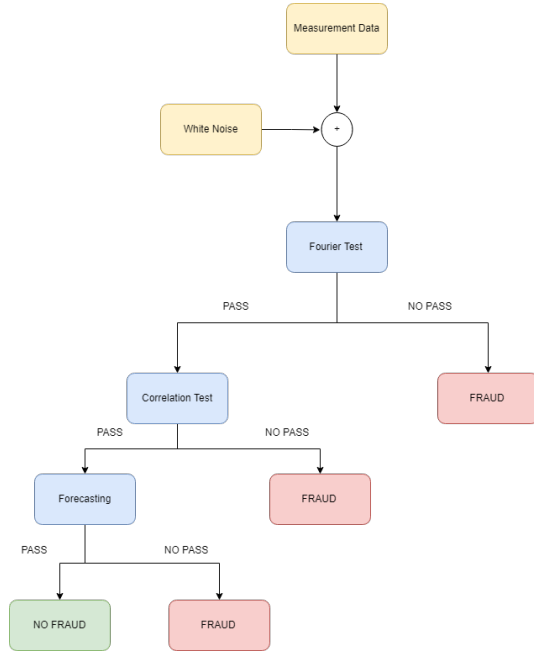 Measurement Data
White Noise
+
Fourier Test
PASS
NO PASS
Correlation Test
FRAUD
PASS
NO PASS
Forecasting
FRAUD
PASS
NO PASS
NO FRAUD
FRAUD